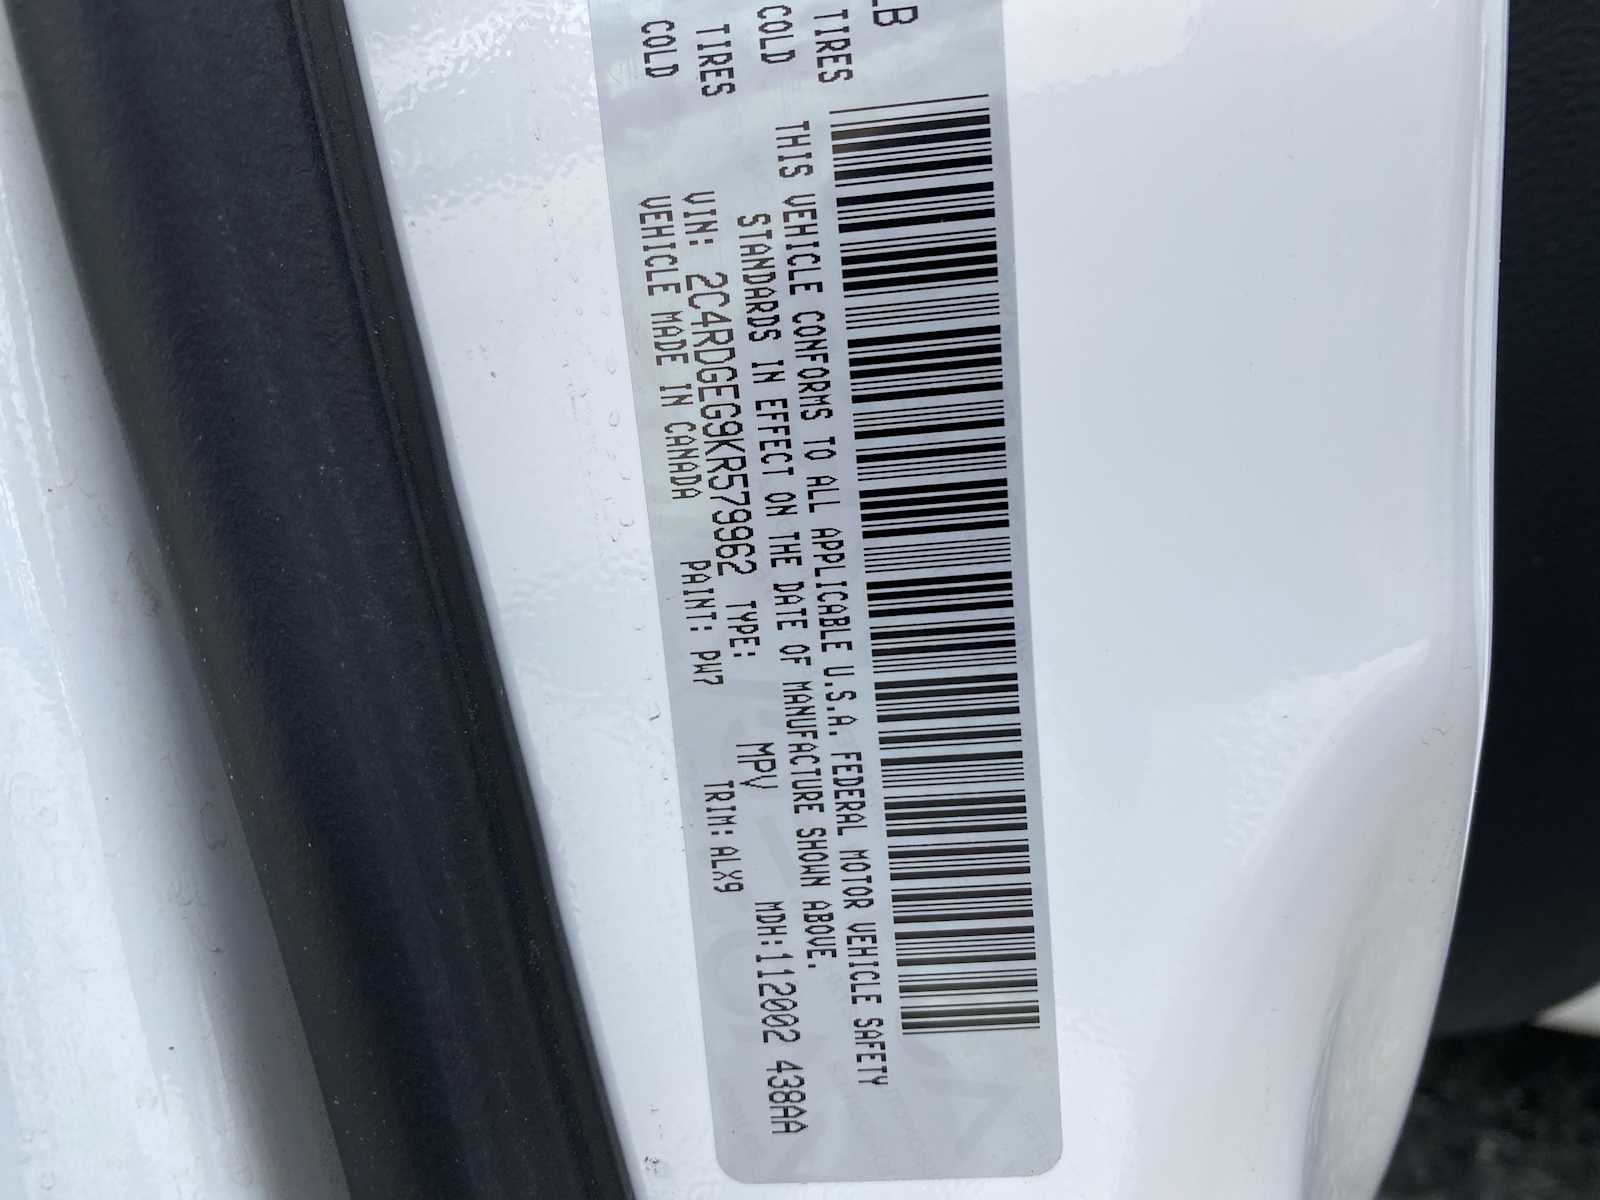 LB
TIRES COLD
TIRES COLD
THIS VEHICLE CONFORMS TO ALL APPLICABLE U.S.A. FEDERAL MOTOR VEHICLE SAFETY
STANDARDS IN EFFECT ON THE DATE OF MANUFACTURE SHOWN ABOVE.
VIN: 2C4RDGEG9KR579962 TYPE: MPV MDH:112002 438AA
VEHICLE MADE IN CANADA PAINT: PW7 TRIM:ALX9